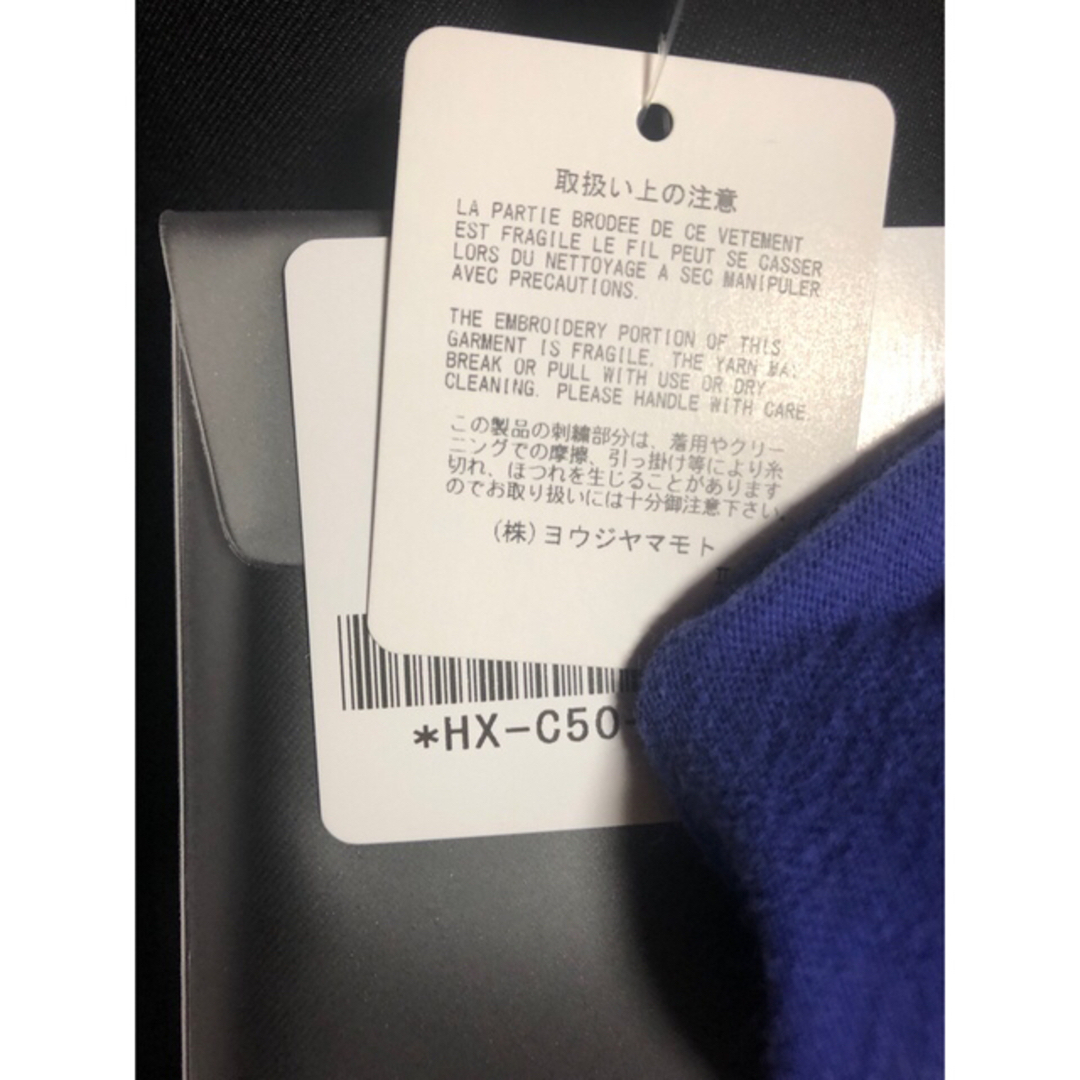 取扱い上の注意
LA PARTIE BRODEE DE CE VETEMENT
EST FRAGILE LE FIL PEUT SE CASSER
LORS DU NETTOYAGE A SEC MANIPULER
AVEC PRECAUTIONS.
THE EMBROIDERY PORTION OF THIS
GARMENT IS FRAGILE. THE YARN MAY
BREAK OR PULL WITH USE OR DRY
CLEANING. PLEASE HANDLE WITH CARE.
この製品の刺繍部分は、着用やクリー
ニングでの摩擦、引っ掛け等により糸
切れ、ほつれを生じることがあります
のでお取り扱いには十分御注意下さい。
(株)ヨウジヤマモト
*HX-C50-